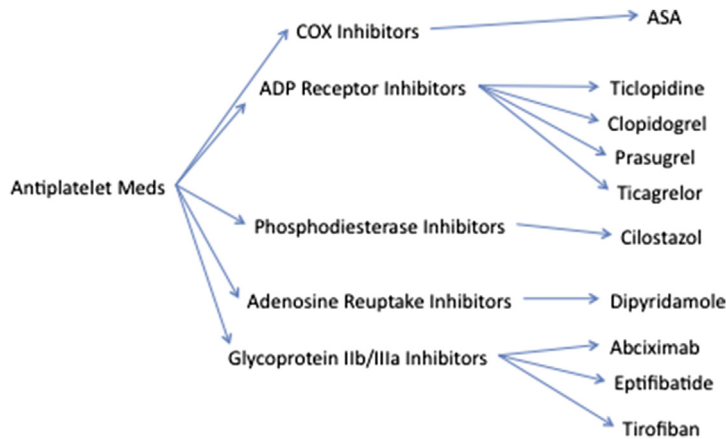 COX Inhibitors
ASA
ADP Receptor Inhibitors
Ticlopidine
Clopidogrel
Prasugrel
Ticagrelor
Antiplatelet Meds
Phosphodiesterase Inhibitors
Cilostazol
Adenosine Reuptake Inhibitors
Dipyridamole
Glycoprotein IIb/IIIa Inhibitors
Abciximab
Eptifibatide
Tirofiban